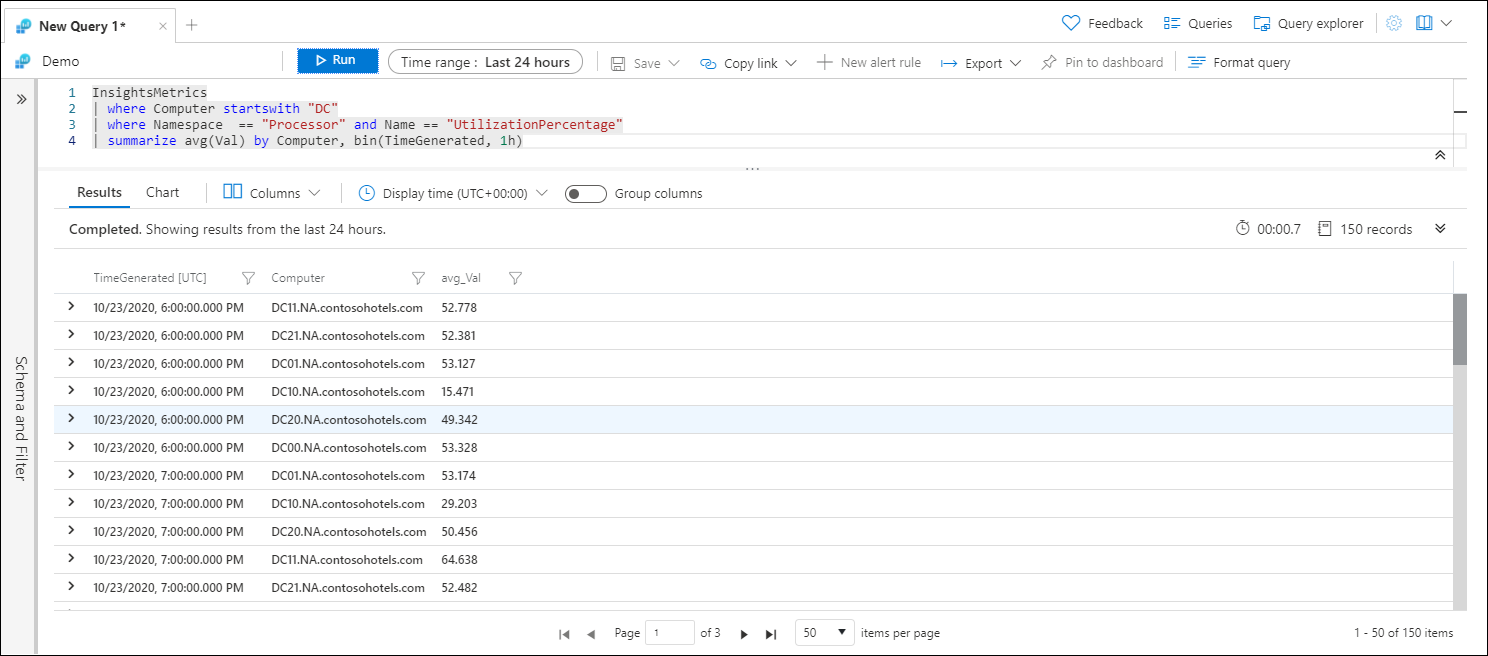 New Query 1*
Feedback Queries Query explorer
Demo Run Time range : Last 24 hours Save Copy link New alert rule Export Pin to dashboard Format query
1 InsightsMetrics
2 | where Computer startswith "DC"
3 | where Namespace  == "Processor" and Name == "UtilizationPercentage"
4 | summarize avg(Val) by Computer, bin(TimeGenerated, 1h)
...
Results Chart Columns Display time (UTC+00:00) Group columns
Completed. Showing results from the last 24 hours. 00:00.7 150 records
Schema and Filter
TimeGenerated [UTC] Computer avg_Val
10/23/2020, 6:00:00.000 PM DC11.NA.contosohotels.com 52.778
10/23/2020, 6:00:00.000 PM DC21.NA.contosohotels.com 52.381
10/23/2020, 6:00:00.000 PM DC01.NA.contosohotels.com 53.127
10/23/2020, 6:00:00.000 PM DC10.NA.contosohotels.com 15.471
10/23/2020, 6:00:00.000 PM DC20.NA.contosohotels.com 49.342
10/23/2020, 6:00:00.000 PM DC00.NA.contosohotels.com 53.328
10/23/2020, 7:00:00.000 PM DC01.NA.contosohotels.com 53.174
10/23/2020, 7:00:00.000 PM DC10.NA.contosohotels.com 29.203
10/23/2020, 7:00:00.000 PM DC20.NA.contosohotels.com 50.456
10/23/2020, 7:00:00.000 PM DC11.NA.contosohotels.com 64.638
10/23/2020, 7:00:00.000 PM DC21.NA.contosohotels.com 52.482
Page 1 of 3 50 items per page 1 - 50 of 150 items